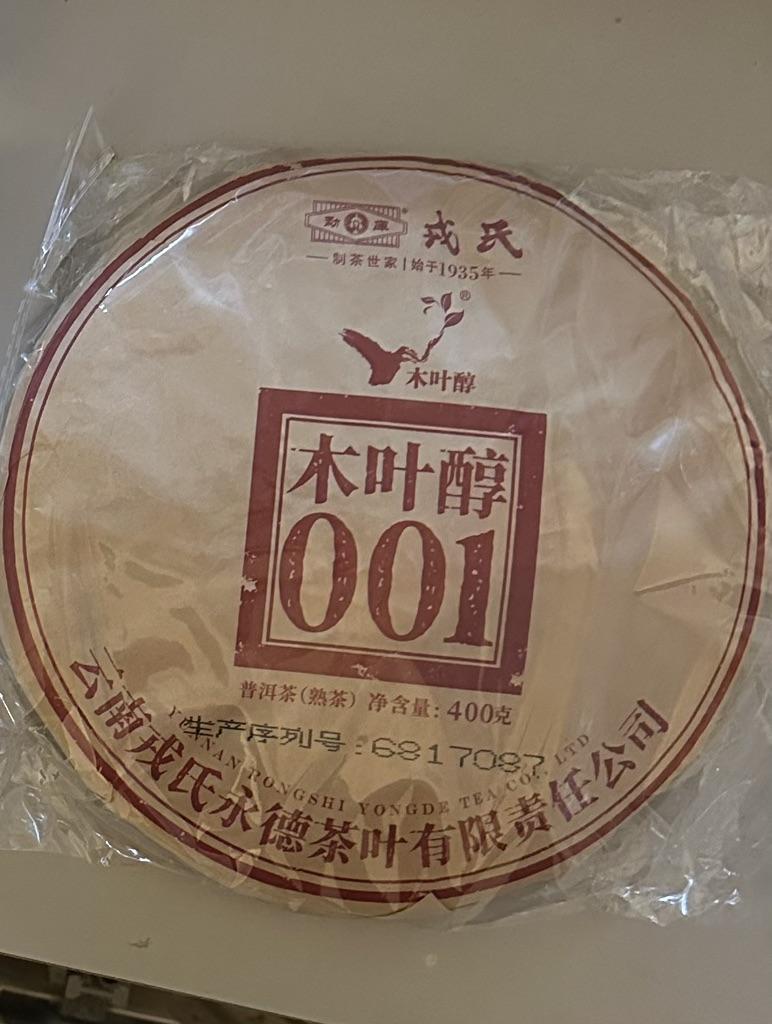 勐库 戎氏
制茶世家 | 始于1935年
木叶醇
木叶醇
001
普洱茶(熟茶) 净含量: 400克
生产序列号:6817087
YUNNAN RONGSHI YONGDE TEA CO., LTD
云南戎氏永德茶叶有限责任公司